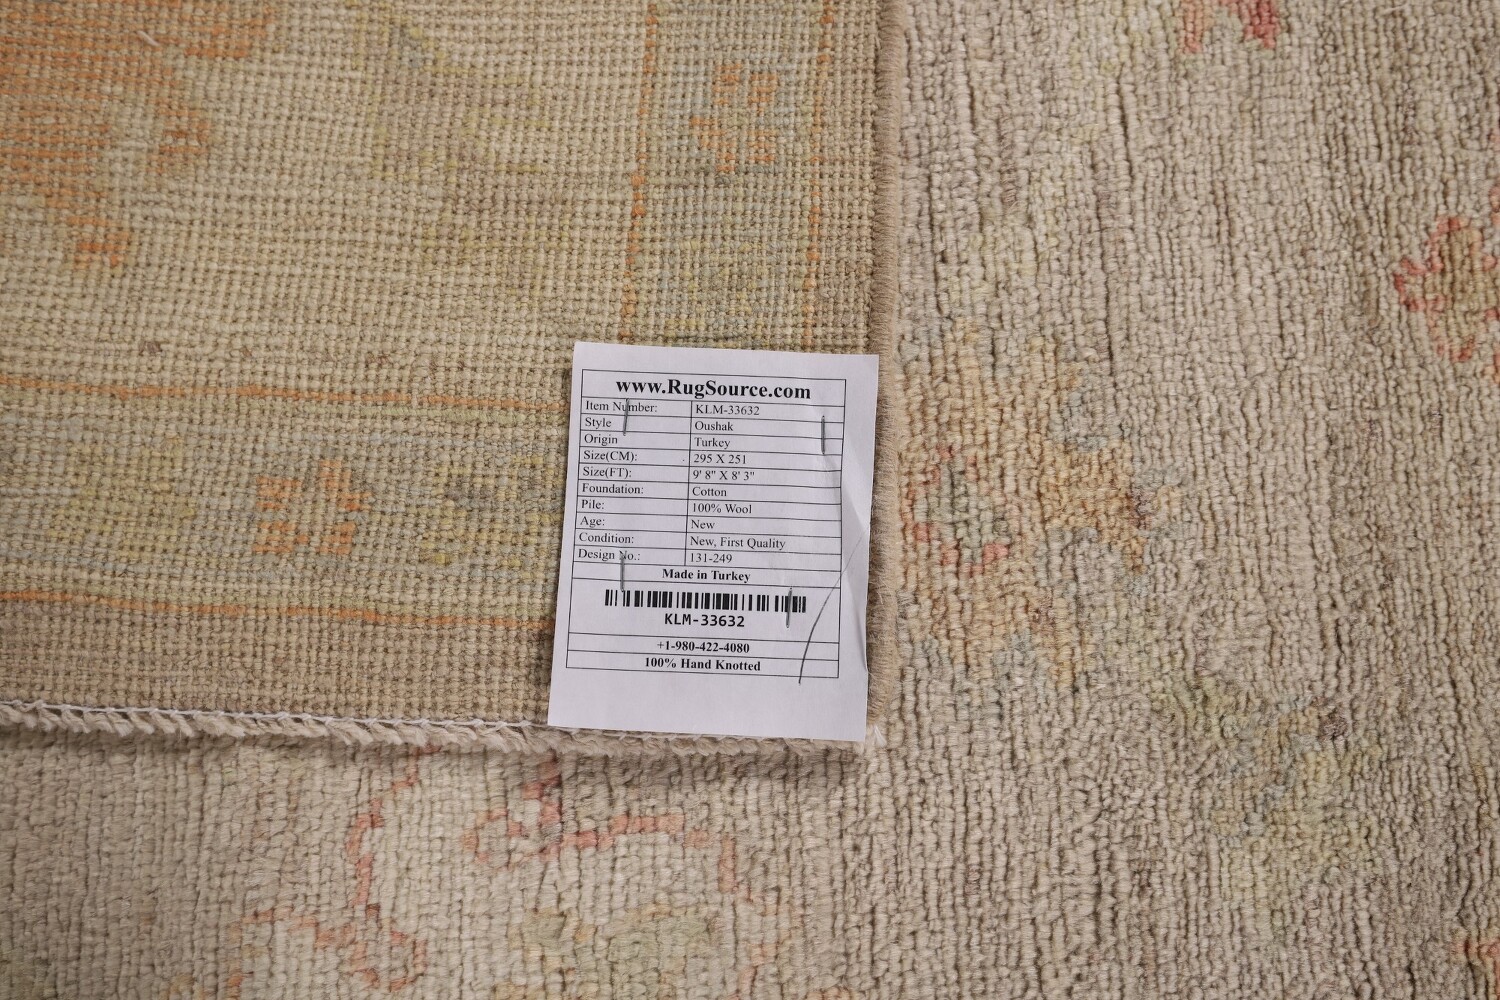 www.RugSource.com
Item Number: KLM-33632
Style Oushak
Origin Turkey
Size(CM): 295 X 251
Size(FT): 9' 8" X 8' 3"
Foundation: Cotton
Pile: 100% Wool
Age: New
Condition: New, First Quality
Design No.: 131-249
Made in Turkey
KLM-33632
+1-980-422-4080
100% Hand Knotted